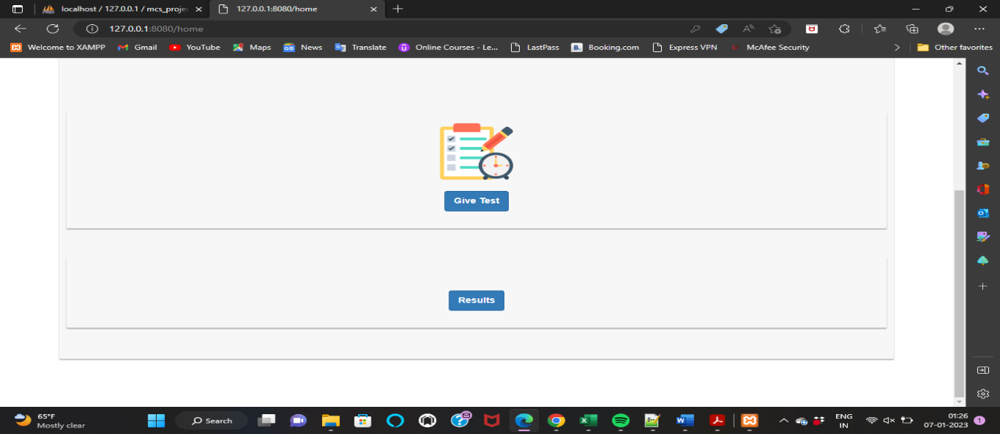 localhost / 127.0.0.1 / mcs_proje
127.0.0.1:8080/home
127.0.0.1:8080/home
Welcome to XAMPP Gmail YouTube Maps News Translate Online Courses - Le... LastPass B. Booking.com Express VPN McAfee Security Other favorites
Give Test
Results
65°F
Mostly clear
Search
ENG
IN
01:26
07-01-2023
1